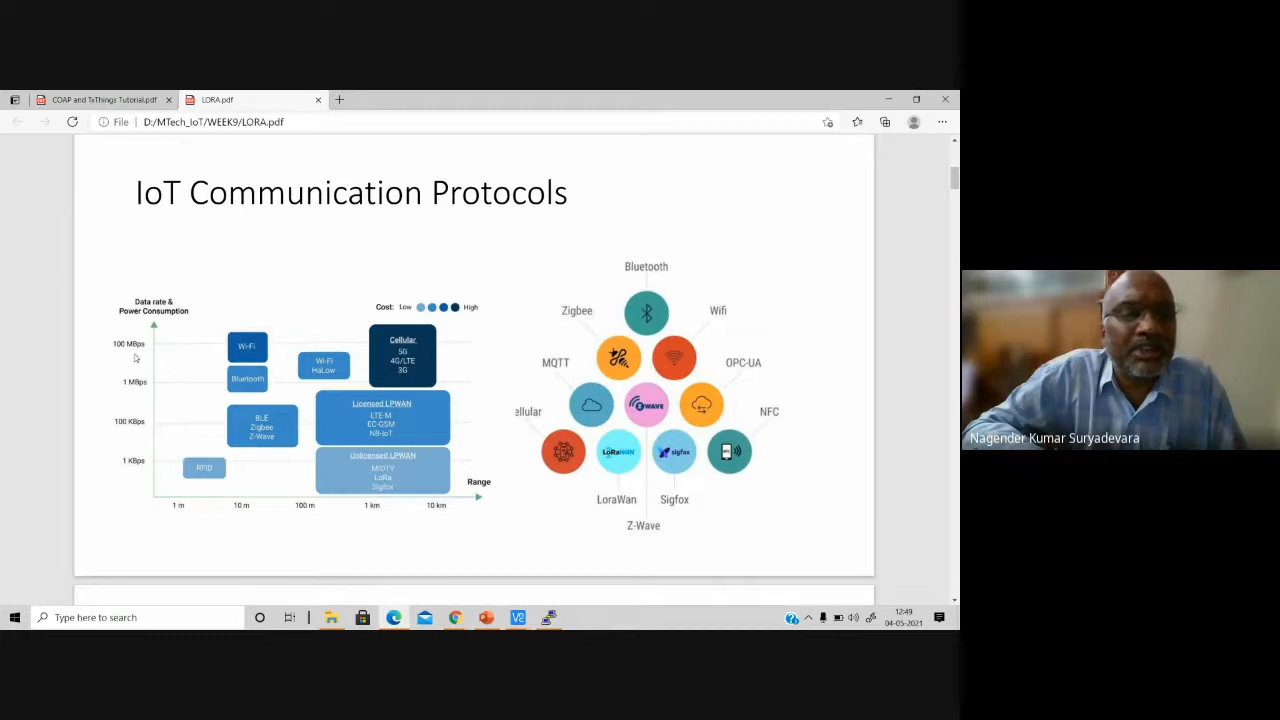 COAP and TxThings Tutorial.pdf
LORA.pdf
File
D:/MTech_IoT/WEEK9/LORA.pdf
IoT Communication Protocols
Data rate &
Power Consumption
Cost: Low High
100 MBps
1 MBps
100 KBps
1 KBps
Wi-Fi
Bluetooth
BLE
Zigbee
Z-Wave
RFID
Wi-Fi
HaLow
Cellular
5G
4G/LTE
3G
Licensed LPWAN
LTE-M
EC-GSM
NB-IoT
Unlicensed LPWAN
MIOTY
LoRa
Sigfox
Range
1 m
10 m
100 m
1 km
10 km
Bluetooth
Zigbee
Wifi
MQTT
OPC-UA
ellular
NFC
Z WAVE
LoRaWAN
sigfox
LoraWan
Sigfox
Z-Wave
Nagender Kumar Suryadevara
Type here to search
12:49
04-05-2021